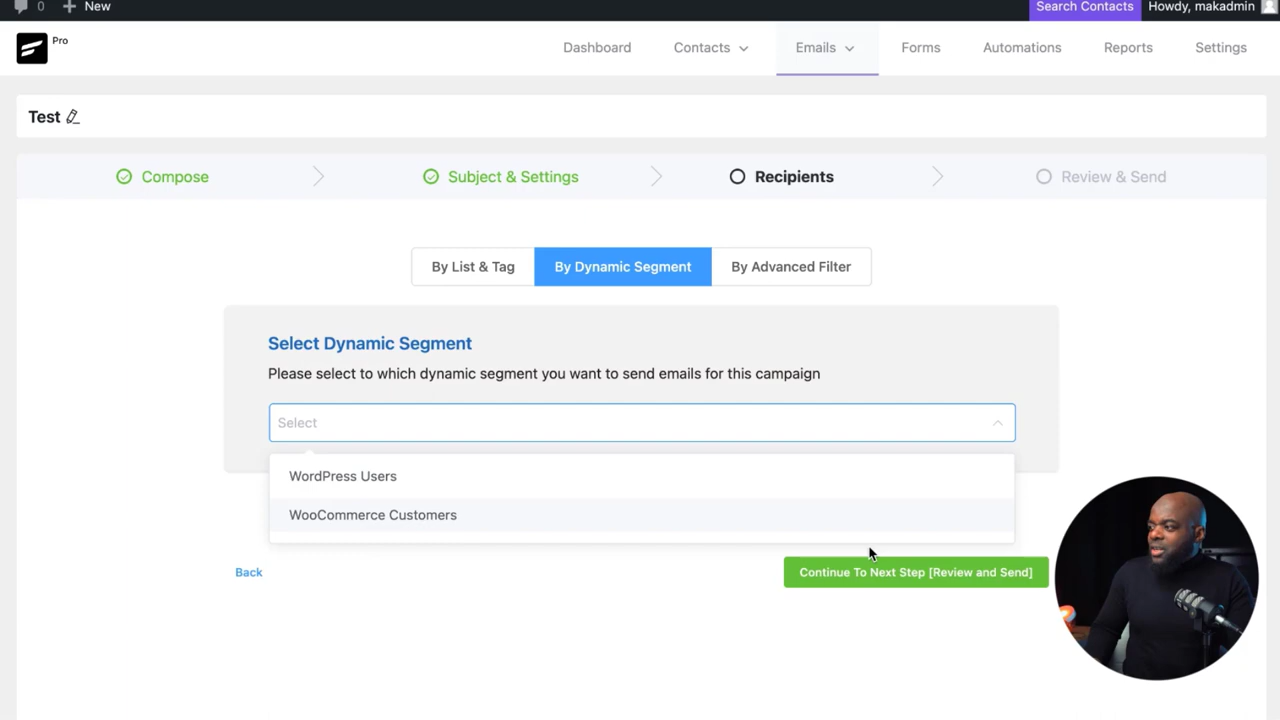 0 New Search Contacts Howdy, makadmin
Pro Dashboard Contacts Emails Forms Automations Reports Settings
Test
Compose Subject & Settings Recipients Review & Send
By List & Tag By Dynamic Segment By Advanced Filter
Select Dynamic Segment
Please select to which dynamic segment you want to send emails for this campaign
Select
WordPress Users
WooCommerce Customers
Back Continue To Next Step [Review and Send]